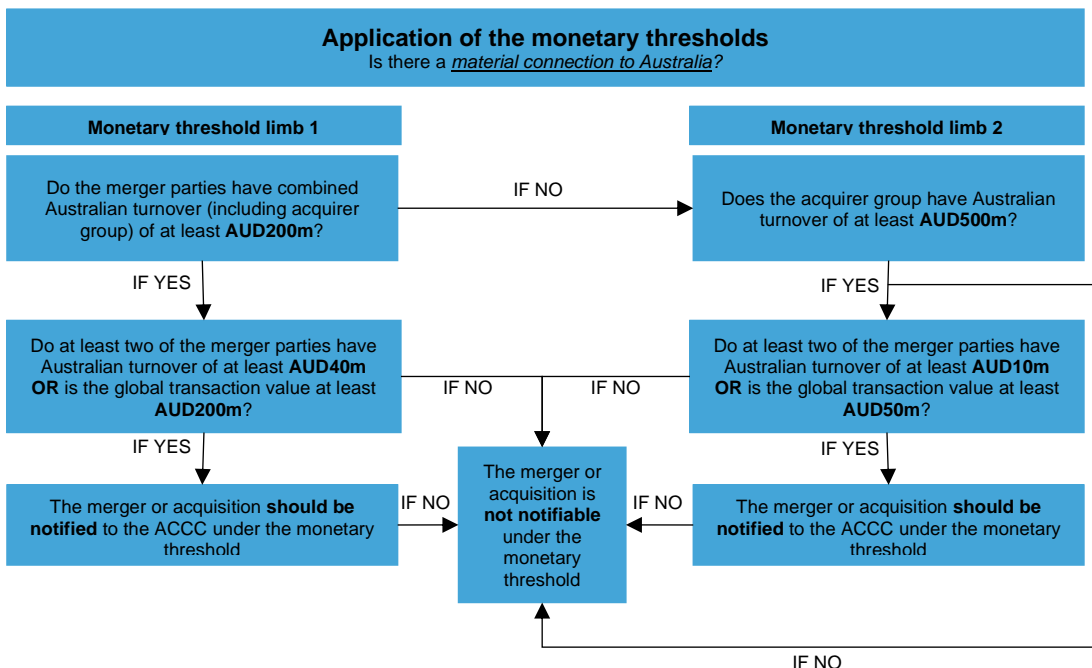 Application of the monetary thresholds
Is there a material connection to Australia?
Monetary threshold limb 1
Monetary threshold limb 2
Do the merger parties have combined
Australian turnover (including acquirer
group) of at least AUD200m?
IF NO
Does the acquirer group have Australian
turnover of at least AUD500m?
IF YES
IF YES
Do at least two of the merger parties have
Australian turnover of at least AUD40m
OR is the global transaction value at least
AUD200m?
IF NO
IF NO
Do at least two of the merger parties have
Australian turnover of at least AUD10m
OR is the global transaction value at least
AUD50m?
IF YES
IF YES
The merger or acquisition should be
notified to the ACCC under the monetary
threshold
IF NO
The merger or
acquisition is
not notifiable
under the
monetary
threshold
IF NO
The merger or acquisition should be
notified to the ACCC under the monetary
threshold
IF NO